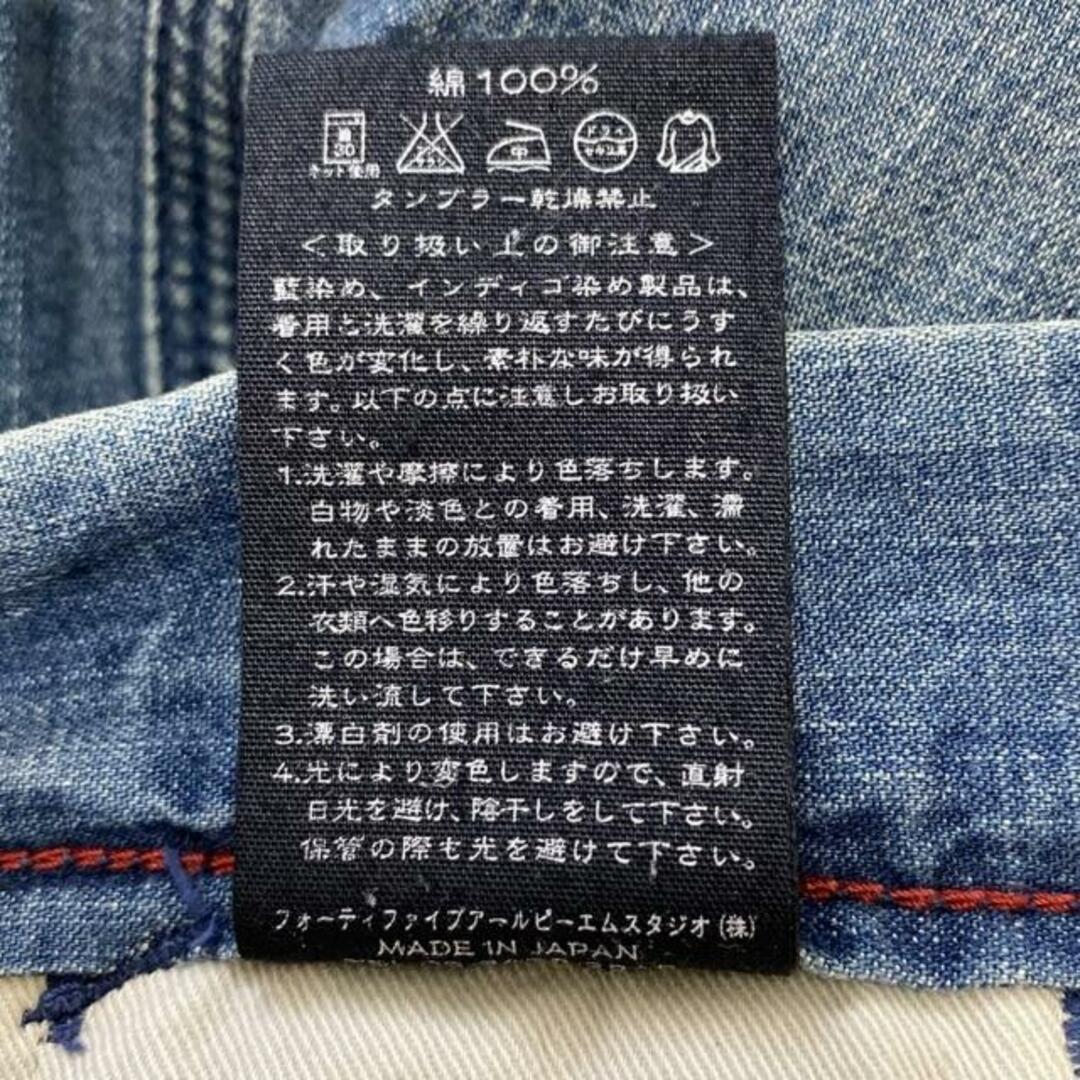 綿100%
30
ネット使用
中
ドライ
タンブラー乾燥禁止
<取り扱い上の御注意>
藍染め、インディゴ染め製品は、
着用と洗濯を繰り返すたびにうす
く色が変化し、素朴な味が得られ
ます。以下の点に注意しお取り扱い
下さい。
1.洗濯や摩擦により色落ちします。
白物や淡色との着用、洗濯、濡
れたままの放置はお避け下さい。
2.汗や湿気により色落ちし、他の
衣類へ色移りすることがあります。
この場合は、できるだけ早めに
洗い流して下さい。
3.漂白剤の使用はお避け下さい。
4.光により変色しますので、直射
日光を避け、陰干しをして下さい。
保管の際も光を避けて下さい。
フォーティファイブアールピーエムスタジオ(株)
MADE IN JAPAN